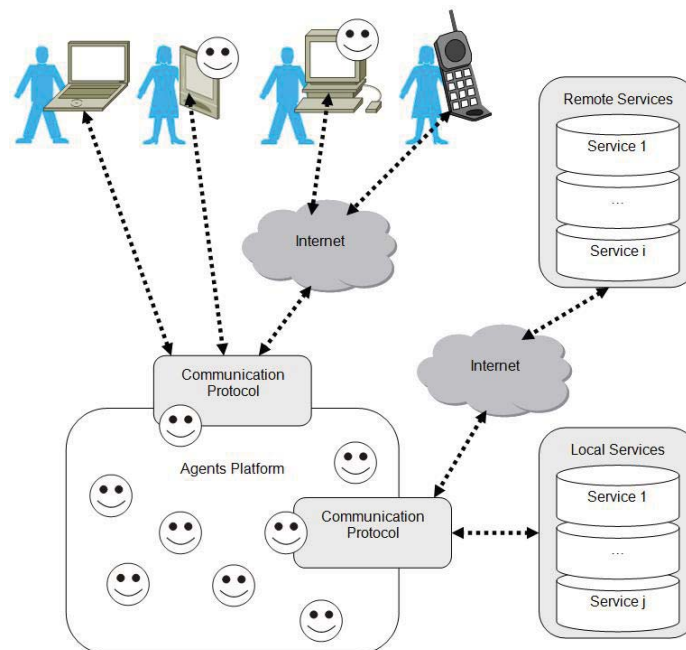 Remote Services
Service 1
...
Service i
Internet
Internet
Communication
Protocol
Agents Platform
Communication
Protocol
Local Services
Service 1
...
Service j